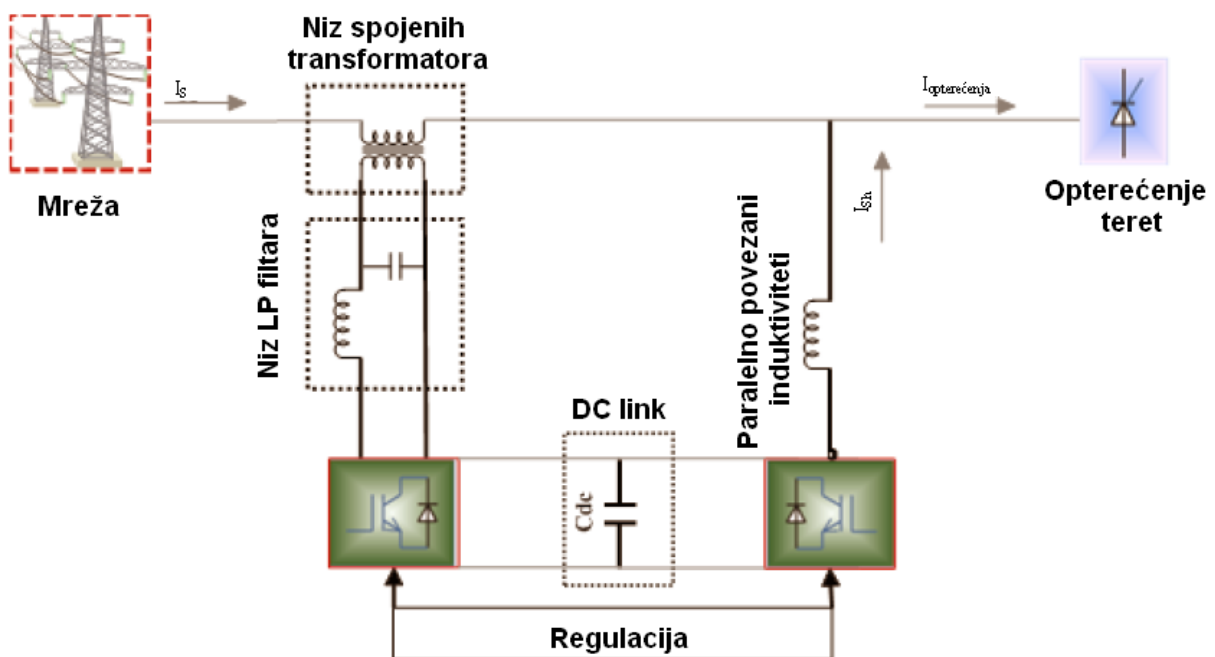 Niz spojenih
transformatora
I_S
I_opterećenja
Mreža
Opterećenje
teret
I_Sh
Niz LP filtara
Paralelno povezani
induktiviteti
DC link
Cdc
Regulacija